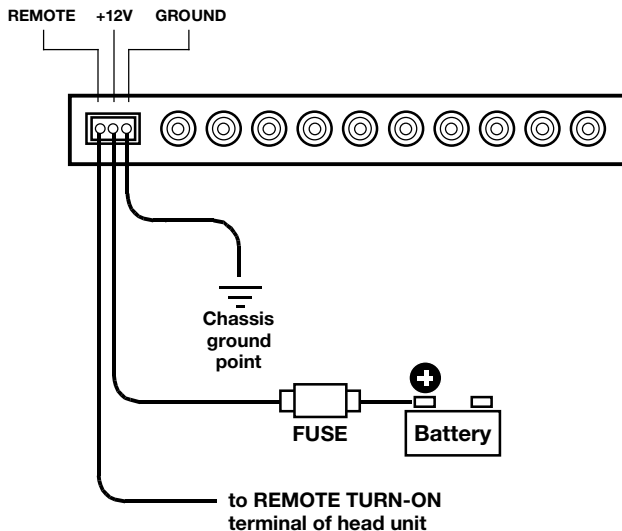 REMOTE +12V GROUND
Chassis
ground
point
FUSE
Battery
to REMOTE TURN-ON
terminal of head unit